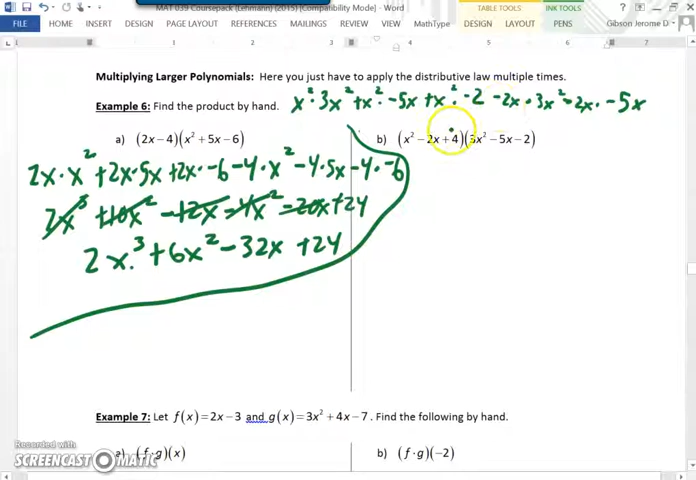 MAT 039 Coursepack (Lehmann) (2015) [Compatibility Mode] - Word
TABLE TOOLS
INK TOOLS
FILE HOME INSERT DESIGN PAGE LAYOUT REFERENCES MAILINGS REVIEW VIEW MathType DESIGN LAYOUT PENS Gibson Jerome D
Multiplying Larger Polynomials: Here you just have to apply the distributive law multiple times.
Example 6: Find the product by hand.
x²·3x²+x²·-5x+x²·-2-2x·3x²-2x·-5x
a) (2x−4)(x²+5x−6)
b) (x²−2x+4)(3x²−5x−2)
2x·x²+2x·5x+2x·-6-4·x²-4·5x-4·-6
2x³+10x²-12x-4x²-20x+24
2x³+6x²-32x+24
Example 7: Let f(x)=2x−3 and g(x)=3x²+4x−7. Find the following by hand.
a) (f·g)(x)
b) (f·g)(−2)
Recorded with
SCREENCAST-O-MATIC